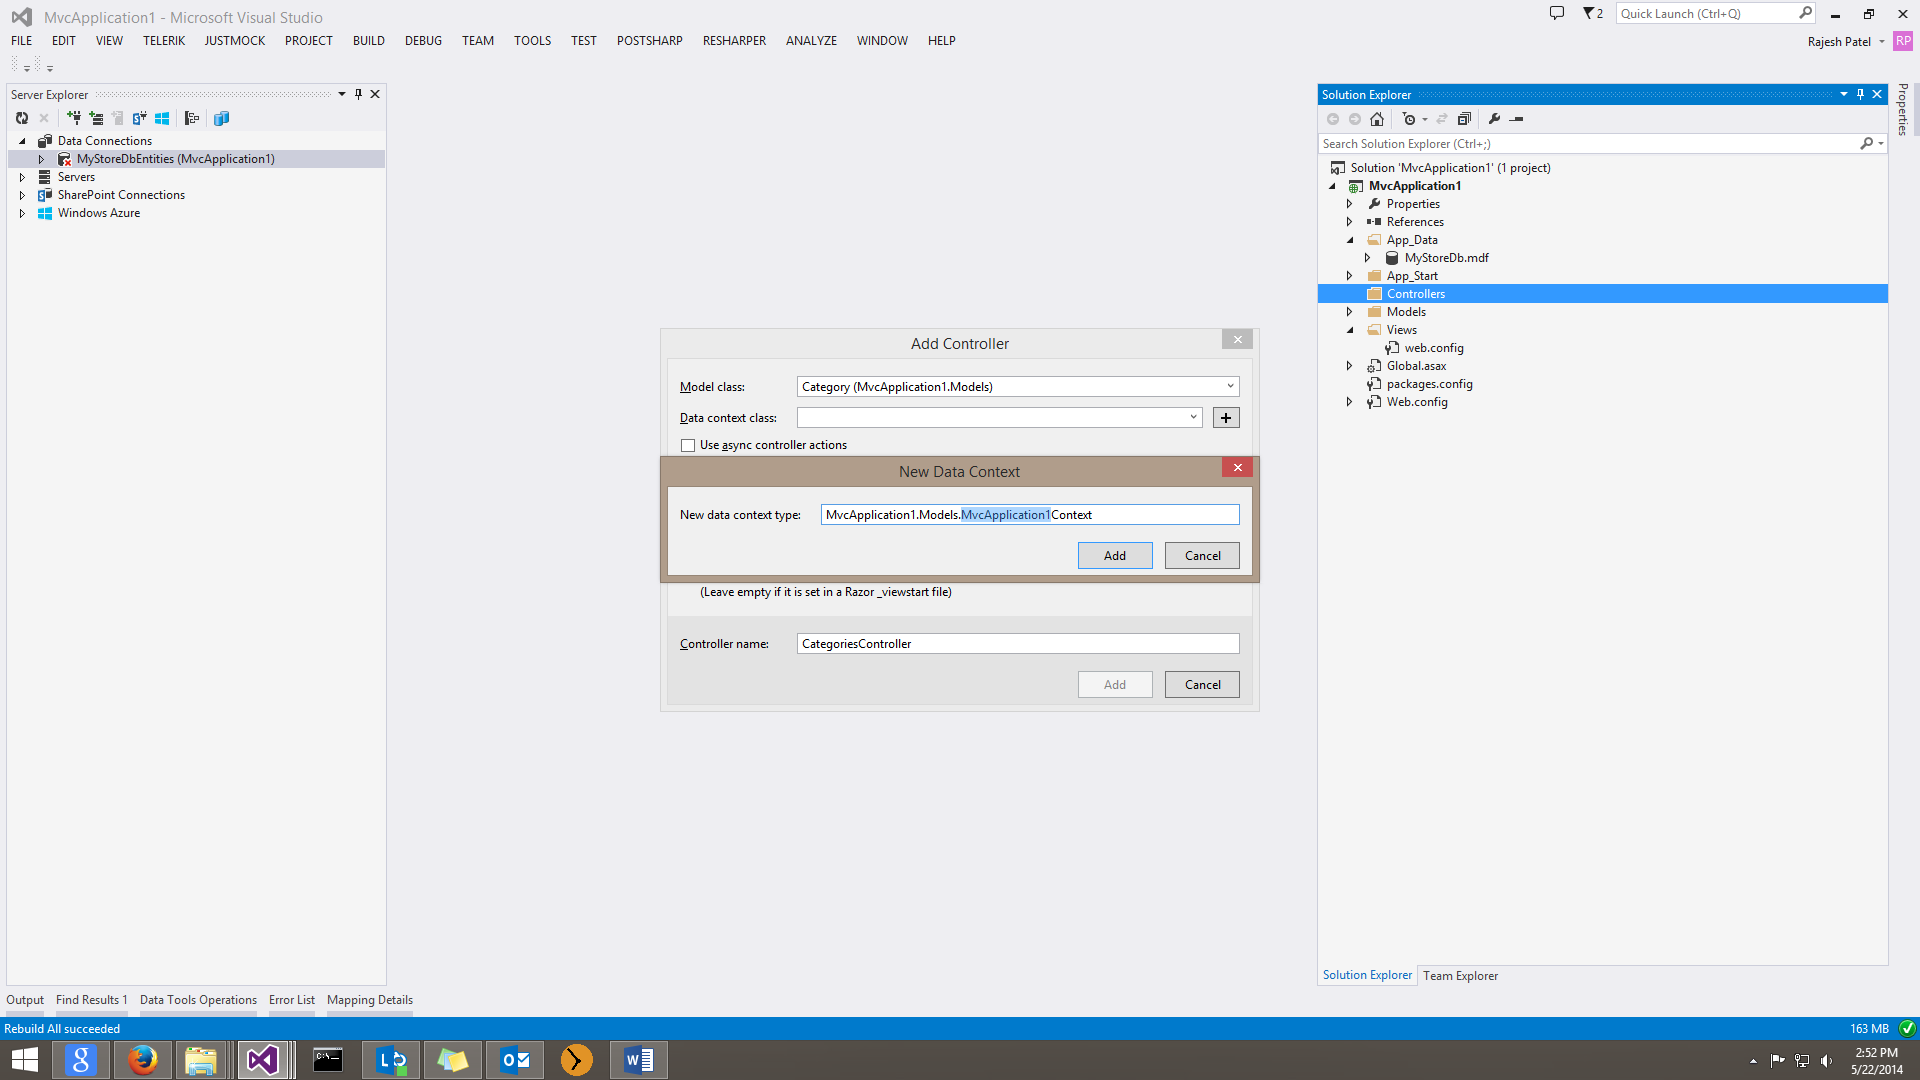 MvcApplication1 - Microsoft Visual Studio
2
Quick Launch (Ctrl+Q)
FILE EDIT VIEW TELERIK JUSTMOCK PROJECT BUILD DEBUG TEAM TOOLS TEST POSTSHARP RESHARPER ANALYZE WINDOW HELP
Rajesh Patel
RP
Server Explorer
Data Connections
MyStoreDbEntities (MvcApplication1)
Servers
SharePoint Connections
Windows Azure
Add Controller
Model class: Category (MvcApplication1.Models)
Data context class:
Use async controller actions
New Data Context
New data context type: MvcApplication1.Models.MvcApplication1Context
Add Cancel
(Leave empty if it is set in a Razor _viewstart file)
Controller name: CategoriesController
Add Cancel
Solution Explorer
Search Solution Explorer (Ctrl+;)
Solution 'MvcApplication1' (1 project)
MvcApplication1
Properties
References
App_Data
MyStoreDb.mdf
App_Start
Controllers
Models
Views
web.config
Global.asax
packages.config
Web.config
Solution Explorer Team Explorer
Properties
Output Find Results 1 Data Tools Operations Error List Mapping Details
Rebuild All succeeded
163 MB
2:52 PM
5/22/2014